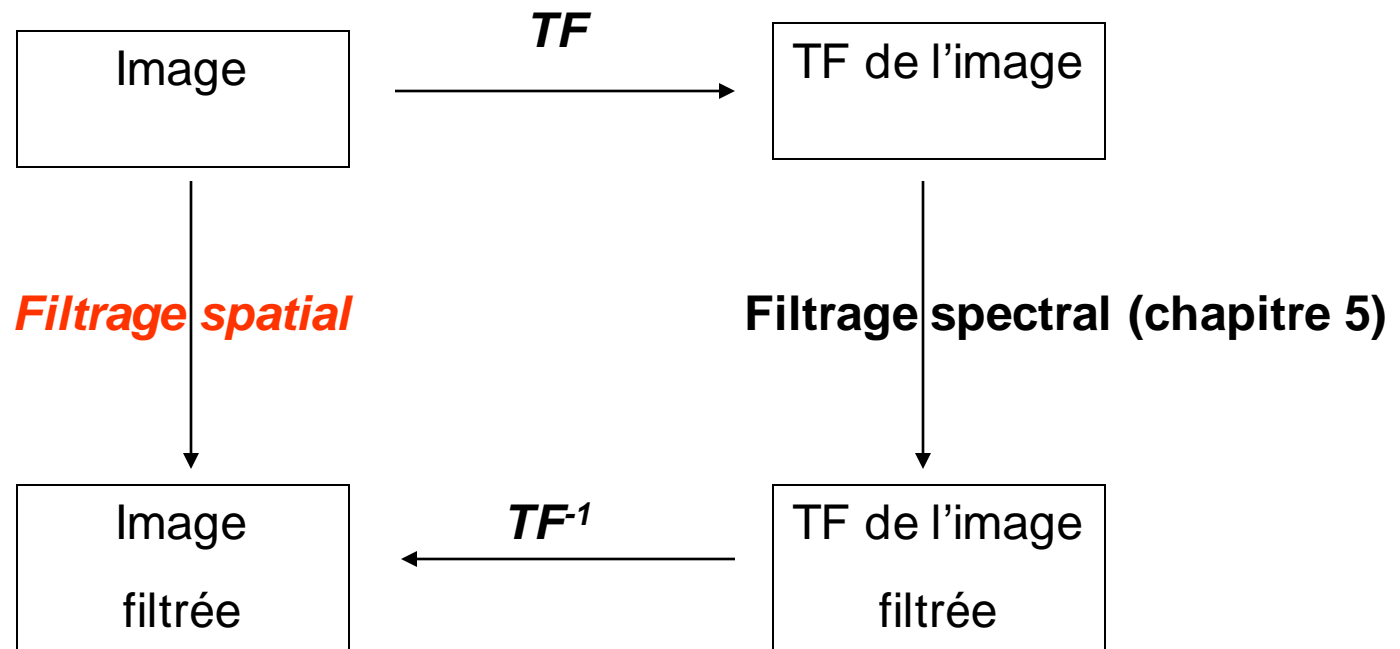 TF
Image
TF de l'image
Filtrage spatial
Filtrage spectral (chapitre 5)
Image
filtrée
TF-1
TF de l'image
filtrée